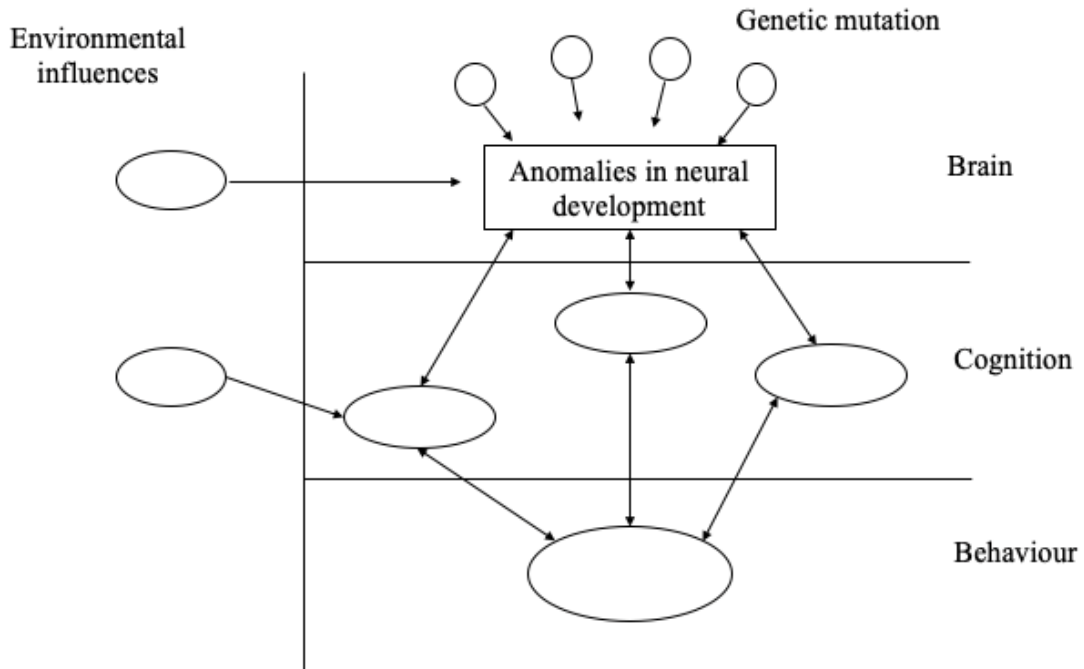 Environmental
influences
Genetic mutation
Anomalies in neural
development
Brain
Cognition
Behaviour